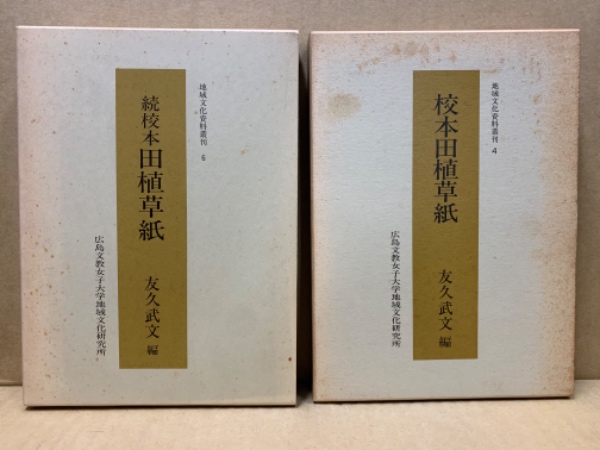 地域文化資料叢刊 6
続校本田植草紙
友久武文 編
広島文教女子大学地域文化研究所
地域文化資料叢刊 4
校本田植草紙
友久武文 編
広島文教女子大学地域文化研究所